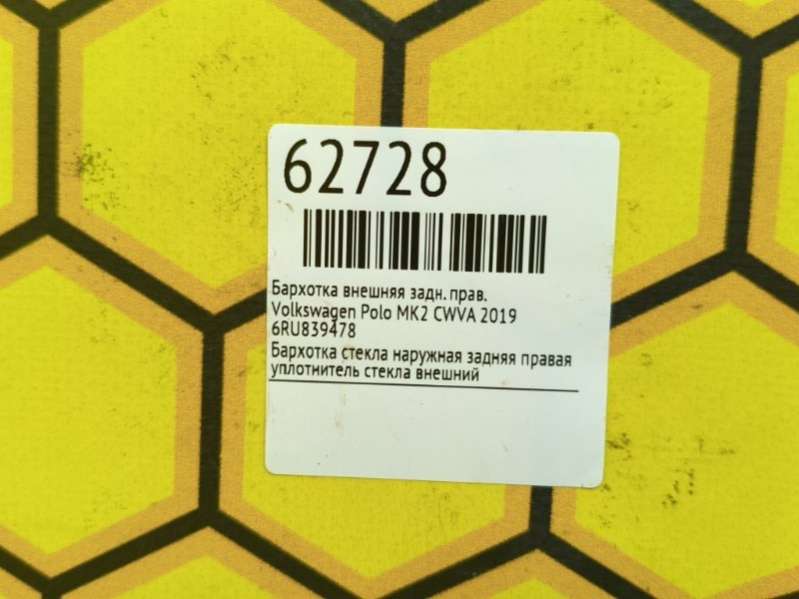 62728
Бархотка внешняя задн. прав.
Volkswagen Polo MK2 CWVA 2019
6RU839478
Бархотка стекла наружная задняя правая
уплотнитель стекла внешний